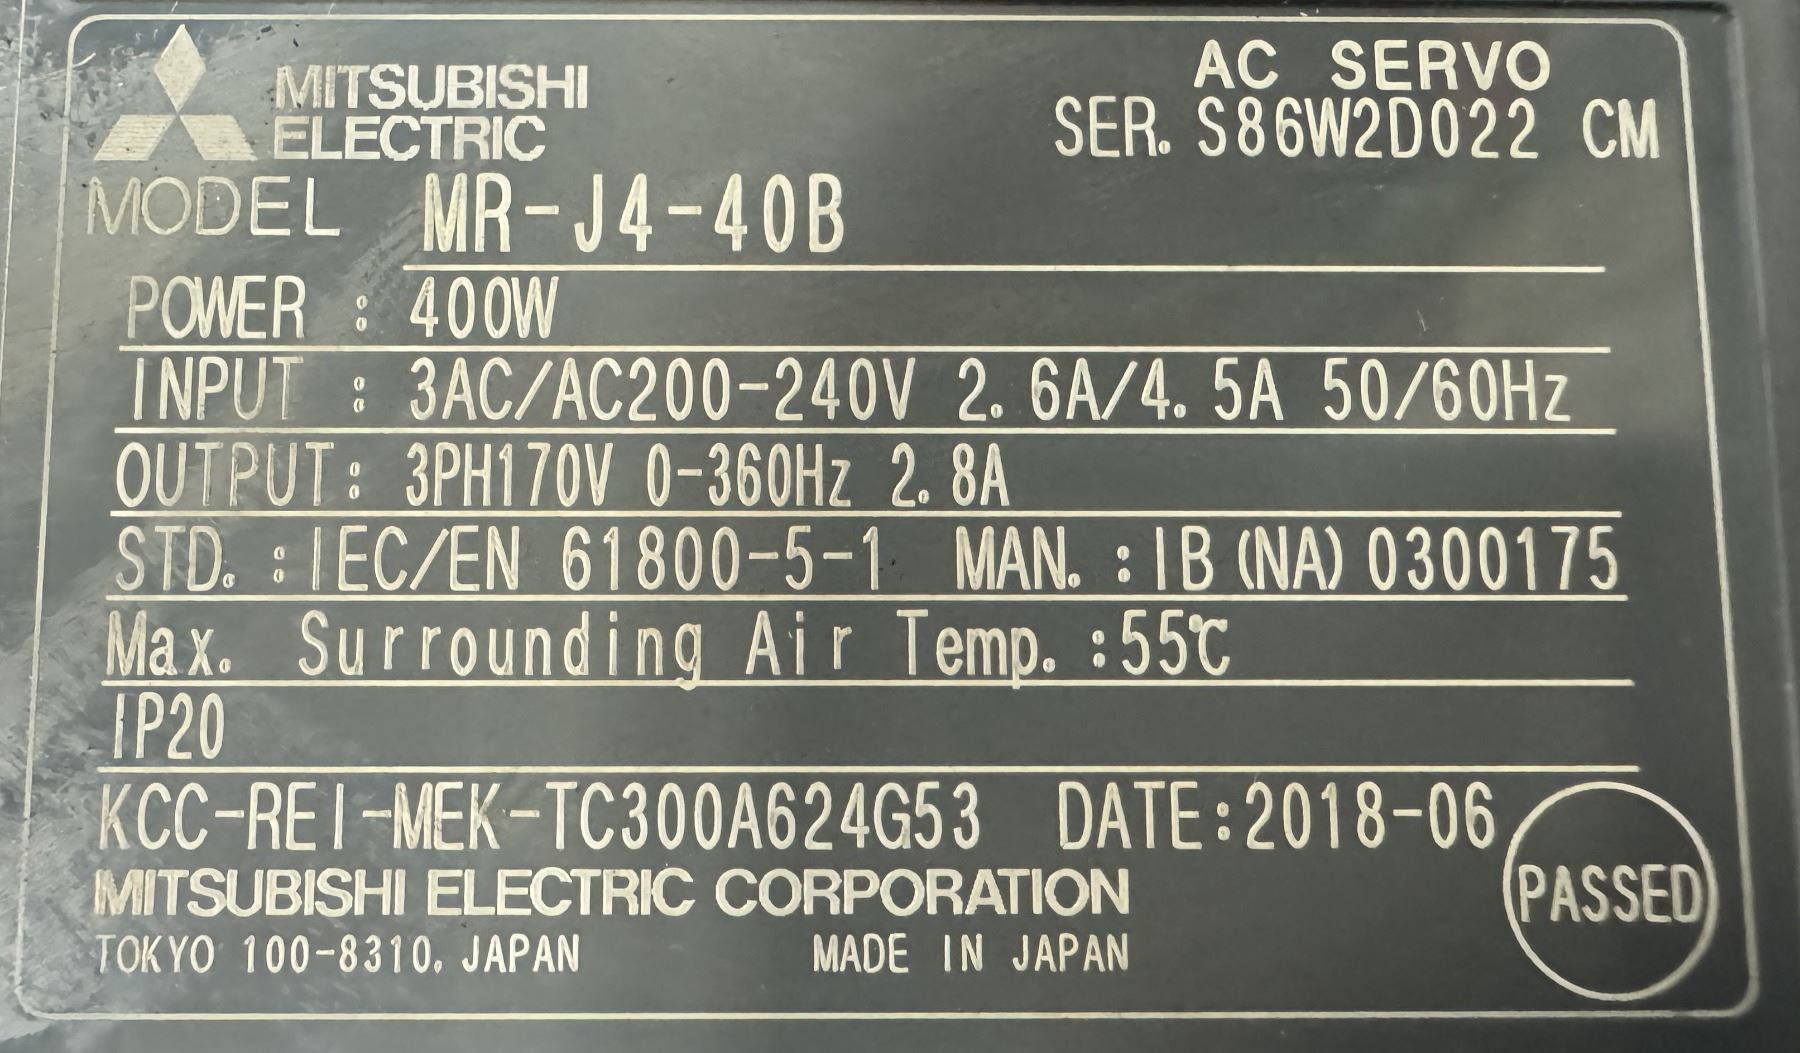 MITSUBISHI
ELECTRIC
AC SERVO
SER. S86W2D022 CM
MODEL MR-J4-40B
POWER : 400W
INPUT : 3AC/AC200-240V 2.6A/4.5A 50/60Hz
OUTPUT: 3PH170V 0-360Hz 2.8A
STD. :IEC/EN 61800-5-1 MAN. :IB(NA)0300175
Max. Surrounding Air Temp. :55℃
IP20
KCC-REI-MEK-TC300A624G53 DATE:2018-06
PASSED
MITSUBISHI ELECTRIC CORPORATION
TOKYO 100-8310, JAPAN MADE IN JAPAN